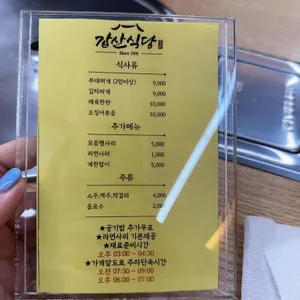 감산식당
Since 1991
식사류
부대찌개 (2인이상) 9,000
김치찌개 9,000
제육한판 10,000
오징어볶음 10,000
추가메뉴
모듬햄사리 5,000
라면사리 1,000
계란말이 5,000
주류
소주,맥주,막걸리 4,000
음료수 2,000
★공기밥 추가무료
★라면사리 기본제공
★재료준비시간
오후 03:00 ~ 04:30
★가게앞도로 주차단속시간
오전 07:30 ~ 09:00
오후 06:00 ~ 07:00